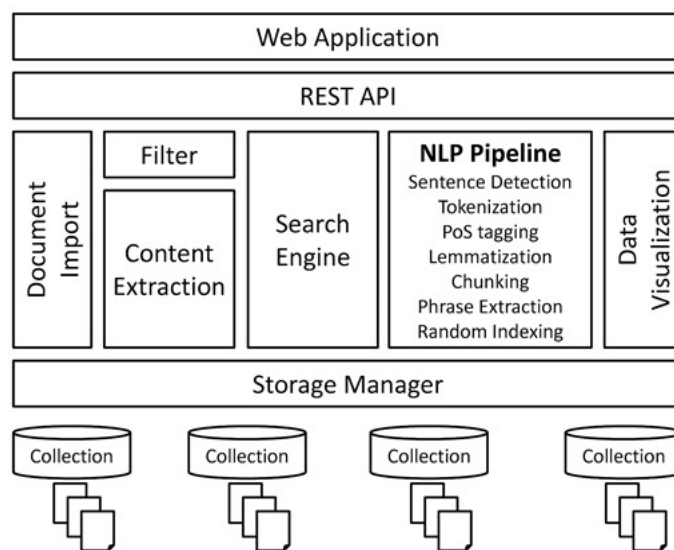 Web Application
REST API
Document
Import
Filter
Content
Extraction
Search
Engine
NLP Pipeline
Sentence Detection
Tokenization
PoS tagging
Lemmatization
Chunking
Phrase Extraction
Random Indexing
Data
Visualization
Storage Manager
Collection
Collection
Collection
Collection